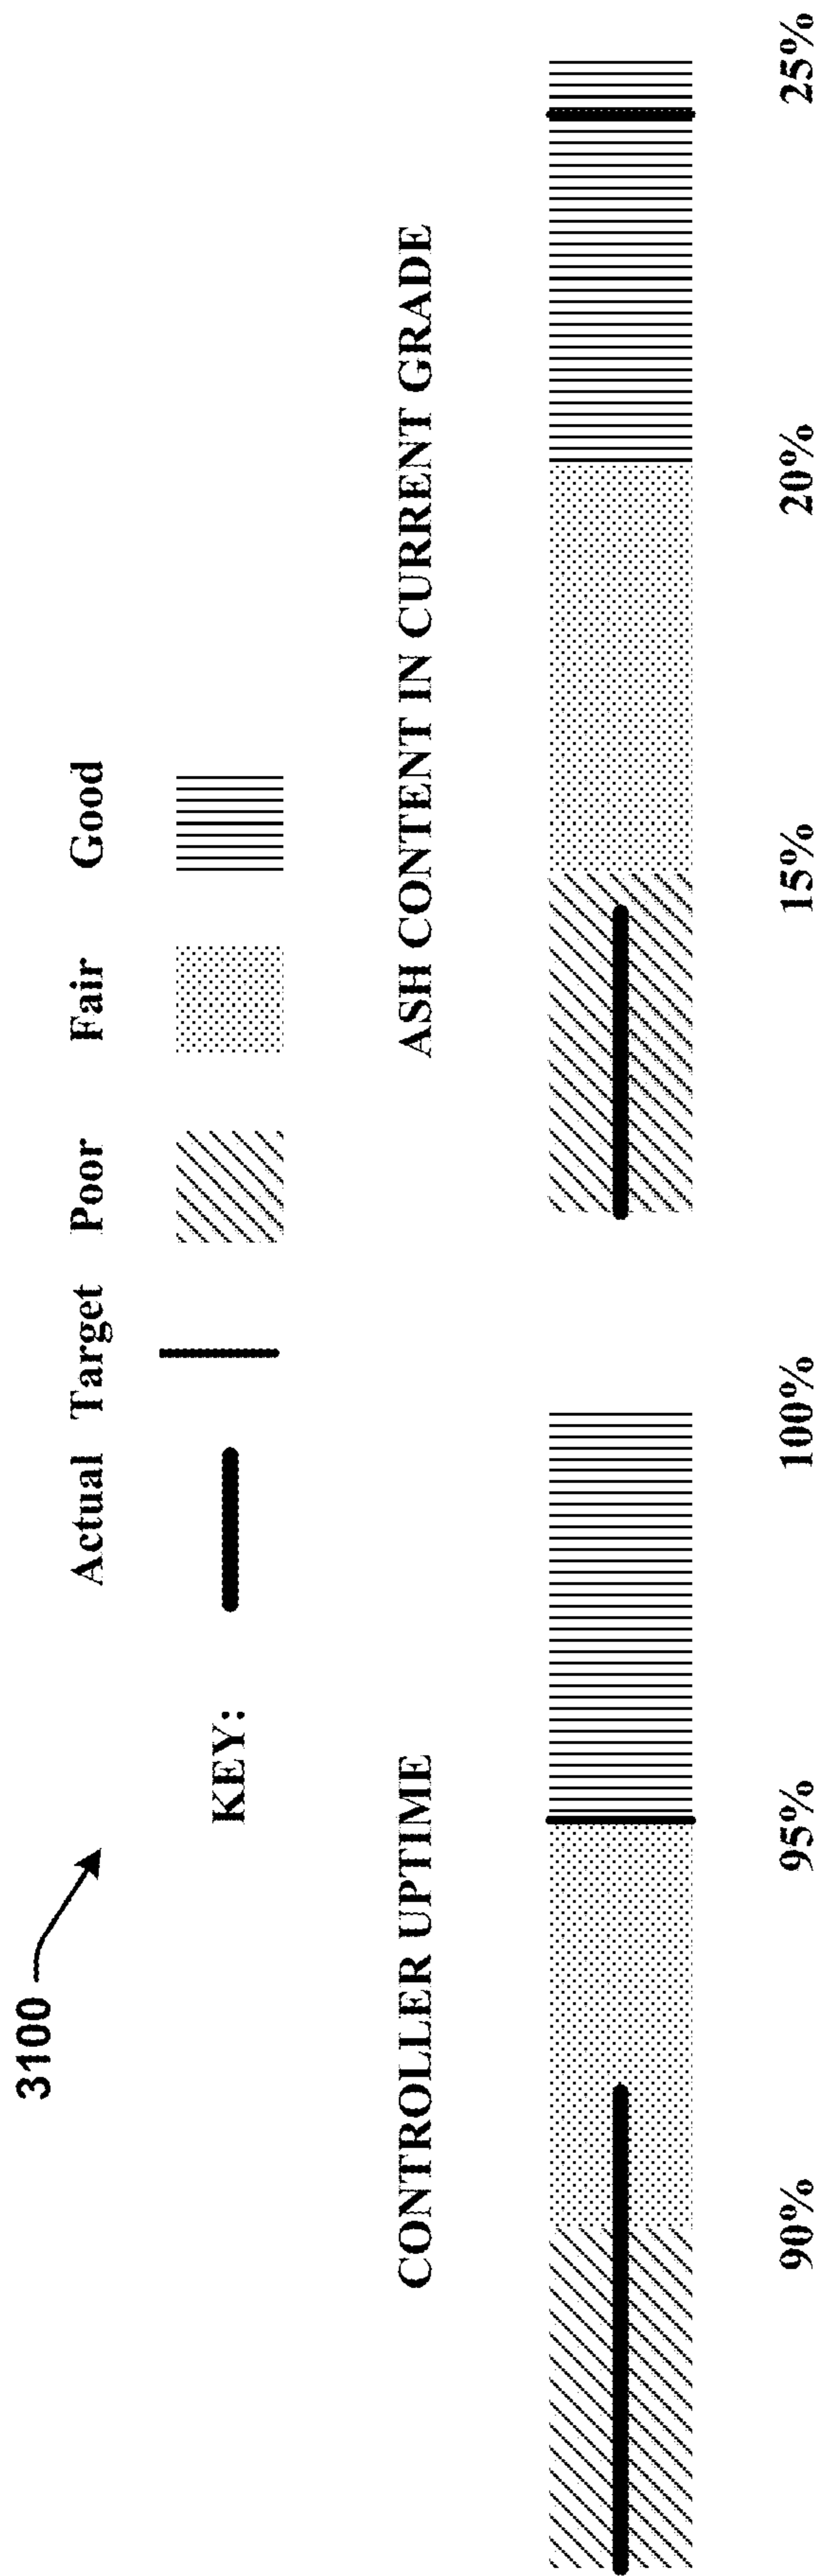 3100
Actual Target Poor Fair Good
KEY:
CONTROLLER UPTIME
90% 95% 100%
ASH CONTENT IN CURRENT GRADE
15% 20% 25%